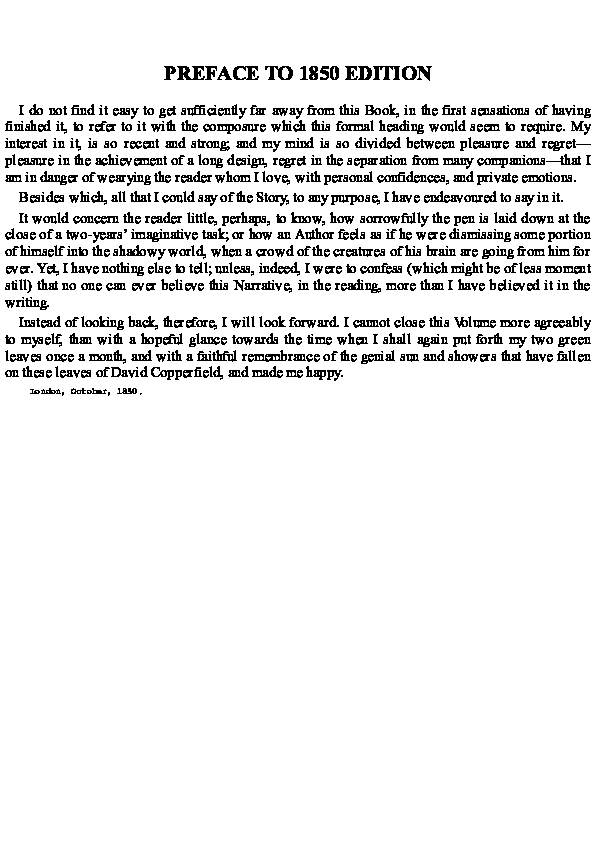 PREFACE TO 1850 EDITION
I do not find it easy to get sufficiently far away from this Book, in the first sensations of having
finished it, to refer to it with the composure which this formal heading would seem to require. My
interest in it, is so recent and strong; and my mind is so divided between pleasure and regret—
pleasure in the achievement of a long design, regret in the separation from many companions—that I
am in danger of wearying the reader whom I love, with personal confidences, and private emotions.
Besides which, all that I could say of the Story, to any purpose, I have endeavoured to say in it.
It would concern the reader little, perhaps, to know, how sorrowfully the pen is laid down at the
close of a two-years’ imaginative task; or how an Author feels as if he were dismissing some portion
of himself into the shadowy world, when a crowd of the creatures of his brain are going from him for
ever. Yet, I have nothing else to tell; unless, indeed, I were to confess (which might be of less moment
still) that no one can ever believe this Narrative, in the reading, more than I have believed it in the
writing.
Instead of looking back, therefore, I will look forward. I cannot close this Volume more agreeably
to myself, than with a hopeful glance towards the time when I shall again put forth my two green
leaves once a month, and with a faithful remembrance of the genial sun and showers that have fallen
on these leaves of David Copperfield, and made me happy.
London, October, 1850.